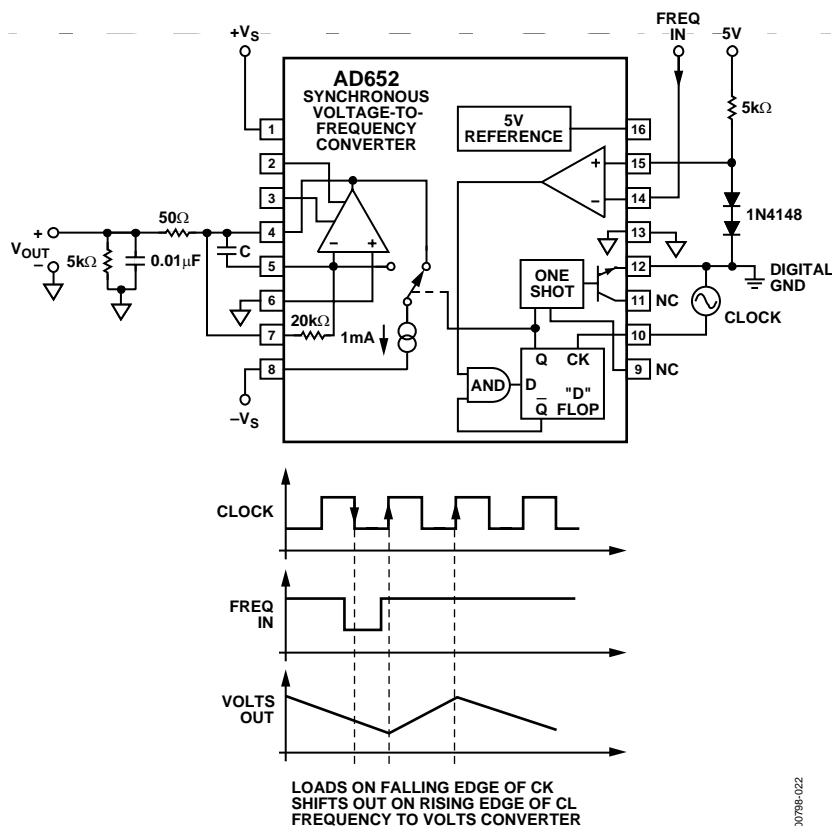 +VS
FREQ
IN
5V
AD652
SYNCHRONOUS
VOLTAGE-TO-
FREQUENCY
CONVERTER
5V
REFERENCE
5kΩ
1
2
3
4
5
6
7
8
16
15
14
13
12
11
10
9
+
–
+
–
–
+
1N4148
50Ω
+
VOUT
–
5kΩ
0.01µF
C
20kΩ
1mA
–VS
ONE
SHOT
NC
NC
DIGITAL
GND
CLOCK
AND
Q
CK
D
"D"
Q
FLOP
CLOCK
FREQ
IN
VOLTS
OUT
LOADS ON FALLING EDGE OF CK
SHIFTS OUT ON RISING EDGE OF CL
FREQUENCY TO VOLTS CONVERTER
00798-022